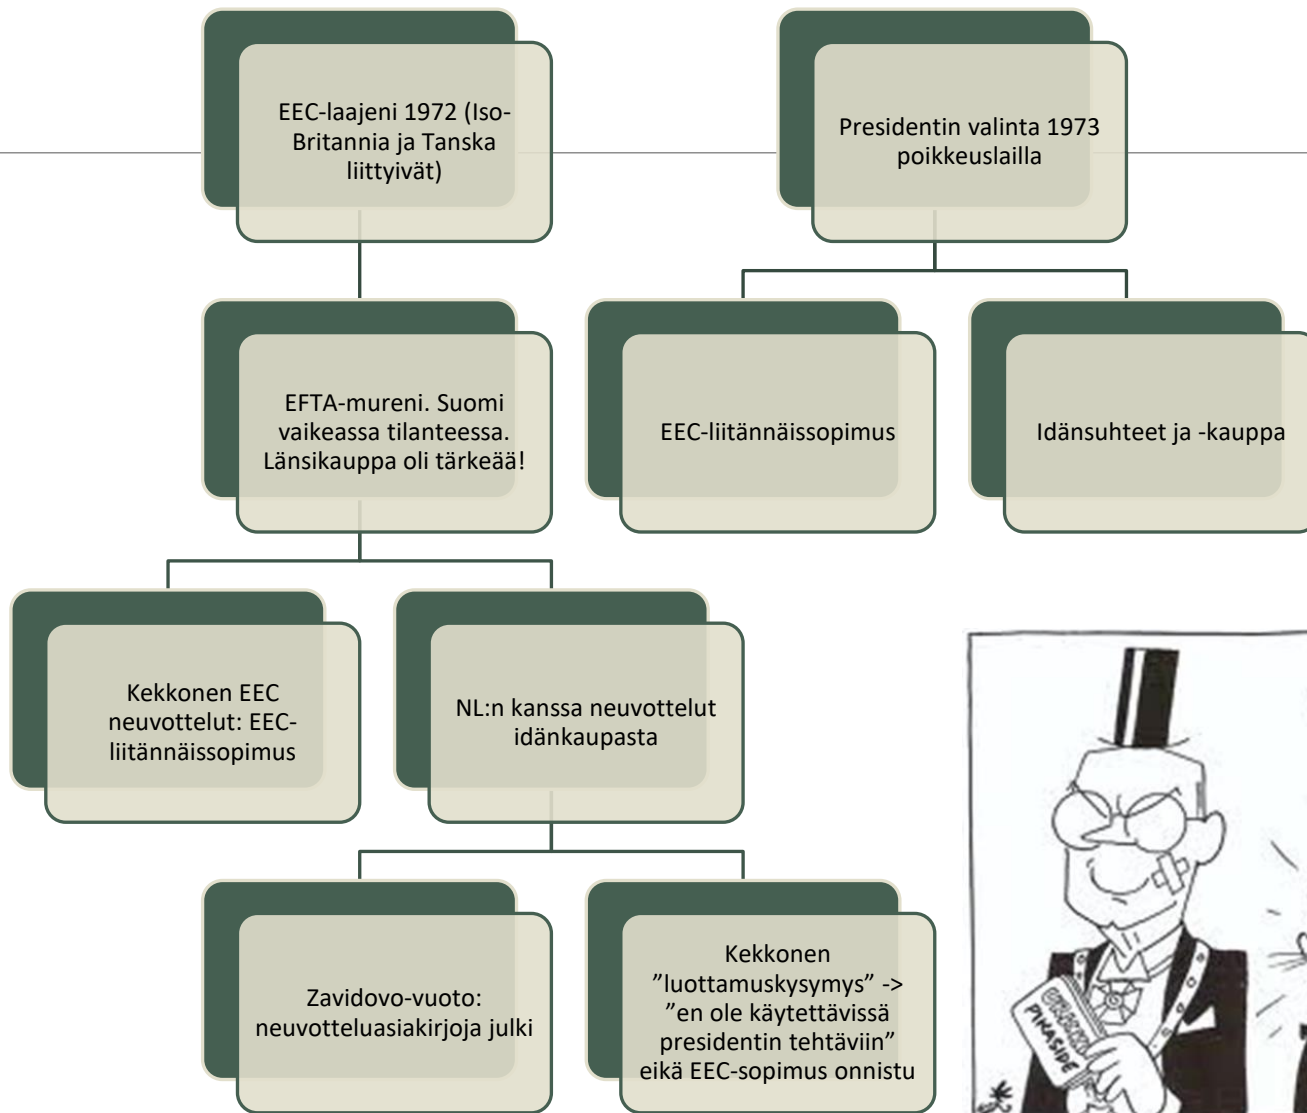 EEC-laajeni 1972 (Iso-
Britannia ja Tanska
liittyivät)
Presidentin valinta 1973
poikkeuslailla
EFTA-mureni. Suomi
vaikeassa tilanteessa.
Länsikauppa oli tärkeää!
EEC-liitännäissopimus
Idänsuhteet ja -kauppa
Kekkonen EEC
neuvottelut: EEC-
liitännäissopimus
NL:n kanssa neuvottelut
idänkaupasta
Zavidovo-vuoto:
neuvotteluasiakirjoja julki
Kekkonen
”luottamuskysymys” ->
”en ole käytettävissä
presidentin tehtäviin”
eikä EEC-sopimus onnistu
PIKASIDE